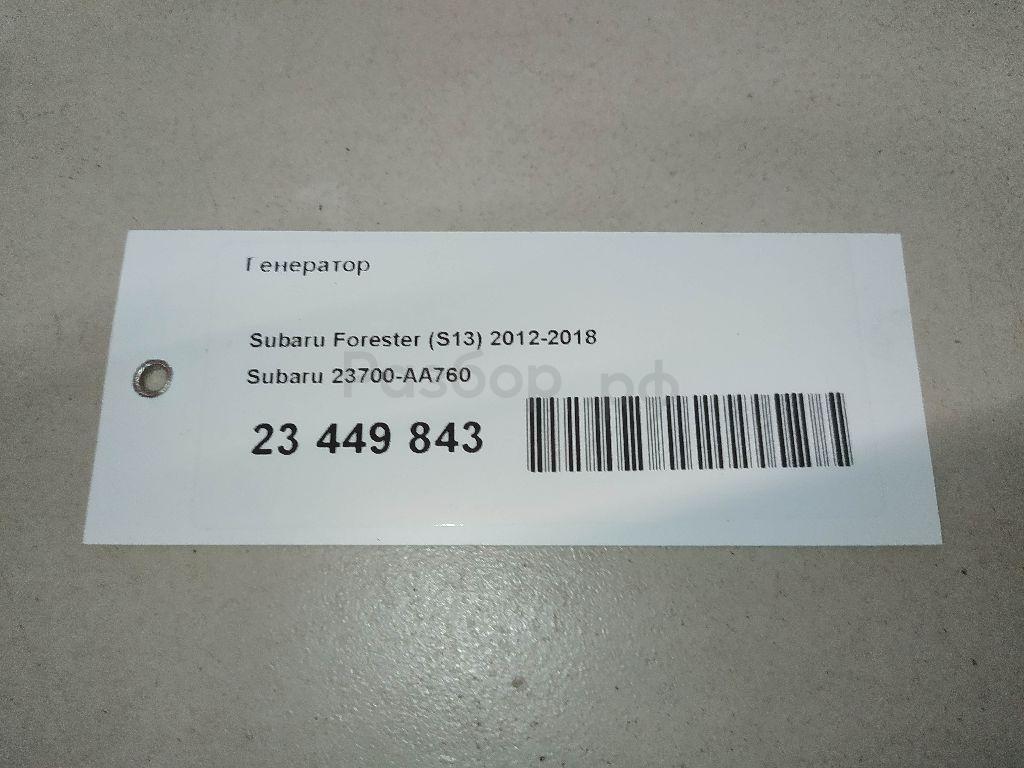 Генератор
Subaru Forester (S13) 2012-2018
Разбор.рф
Subaru 23700-AA760
23 449 843